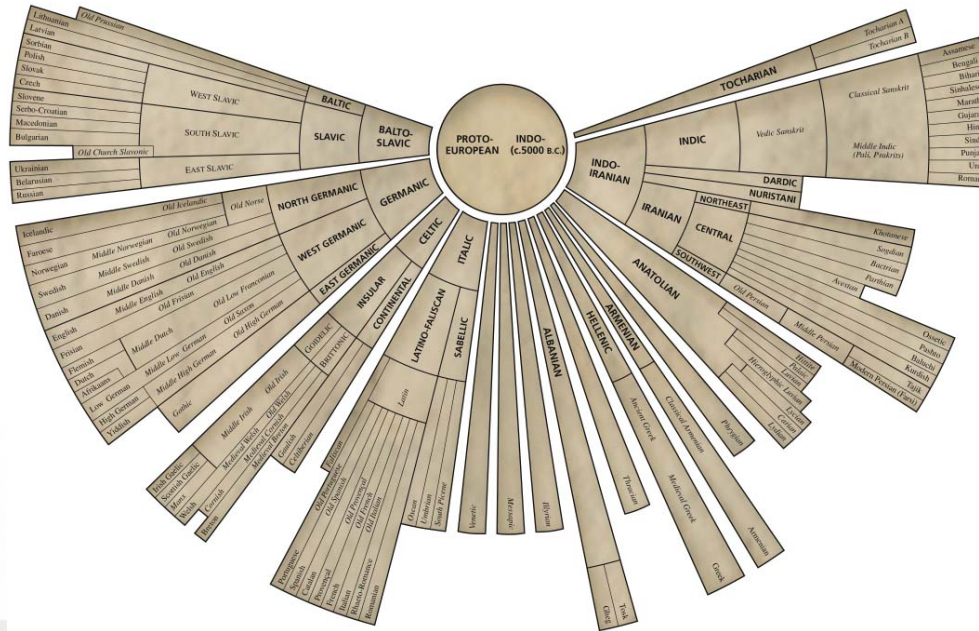 PROTO-INDO-
EUROPEAN (c.5000 B.C.)
TOCHARIAN
Tocharian A
Tocharian B
INDO-
IRANIAN
INDIC
Vedic Sanskrit
Classical Sanskrit
Middle Indic
(Pali, Prakrits)
Assamese
Bengali
Sinhalese
DARDIC
NURISTANI
IRANIAN
NORTHEAST
CENTRAL
SOUTHWEST
Khotanese
Sogdian
Bactrian
Parthian
Avestan
Old Persian
Middle Persian
Ossetic
Pashto
Baluchi
Kurdish
Tajik
Modern Persian (Farsi)
ANATOLIAN
Hittite
Palaic
Luvian
Hieroglyphic Luvian
Lycian
Carian
Lydian
Phrygian
ARMENIAN
Classical Armenian
Armenian
HELLENIC
Ancient Greek
Medieval Greek
Greek
Thracian
ALBANIAN
Gheg
Tosk
Illyrian
Messapic
Venetic
ITALIC
SABELLIC
South Picene
Umbrian
Oscan
LATINO-FALISCAN
Latin
Faliscan
Old Portuguese
Old Spanish
Old Provençal
Old French
Old Italian
Portuguese
Spanish
Catalan
Provençal
French
Italian
Rhaeto-Romance
Romanian
CELTIC
CONTINENTAL
Celtiberian
Gaulish
INSULAR
BRITTONIC
GOIDELIC
Old Irish
Middle Irish
Old Welsh
Medieval Welsh
Medieval Cornish
Medieval Breton
Irish Gaelic
Scottish Gaelic
Manx
Welsh
Cornish
Breton
GERMANIC
EAST GERMANIC
Gothic
WEST GERMANIC
Old High German
Middle High German
Old Saxon
Middle Low German
Old Low Franconian
Middle Dutch
Old Frisian
Old English
Middle English
Yiddish
High German
Low German
Afrikaans
Dutch
Flemish
Frisian
English
NORTH GERMANIC
Old Norse
Old Icelandic
Old Norwegian
Middle Norwegian
Old Swedish
Middle Swedish
Old Danish
Middle Danish
Danish
Swedish
Norwegian
Faroese
Icelandic
BALTO-
SLAVIC
SLAVIC
EAST SLAVIC
Russian
Belarusian
Ukrainian
SOUTH SLAVIC
Old Church Slavonic
Bulgarian
Macedonian
Serbo-Croatian
Slovene
WEST SLAVIC
Czech
Slovak
Polish
Sorbian
BALTIC
Latvian
Lithuanian
Old Prussian